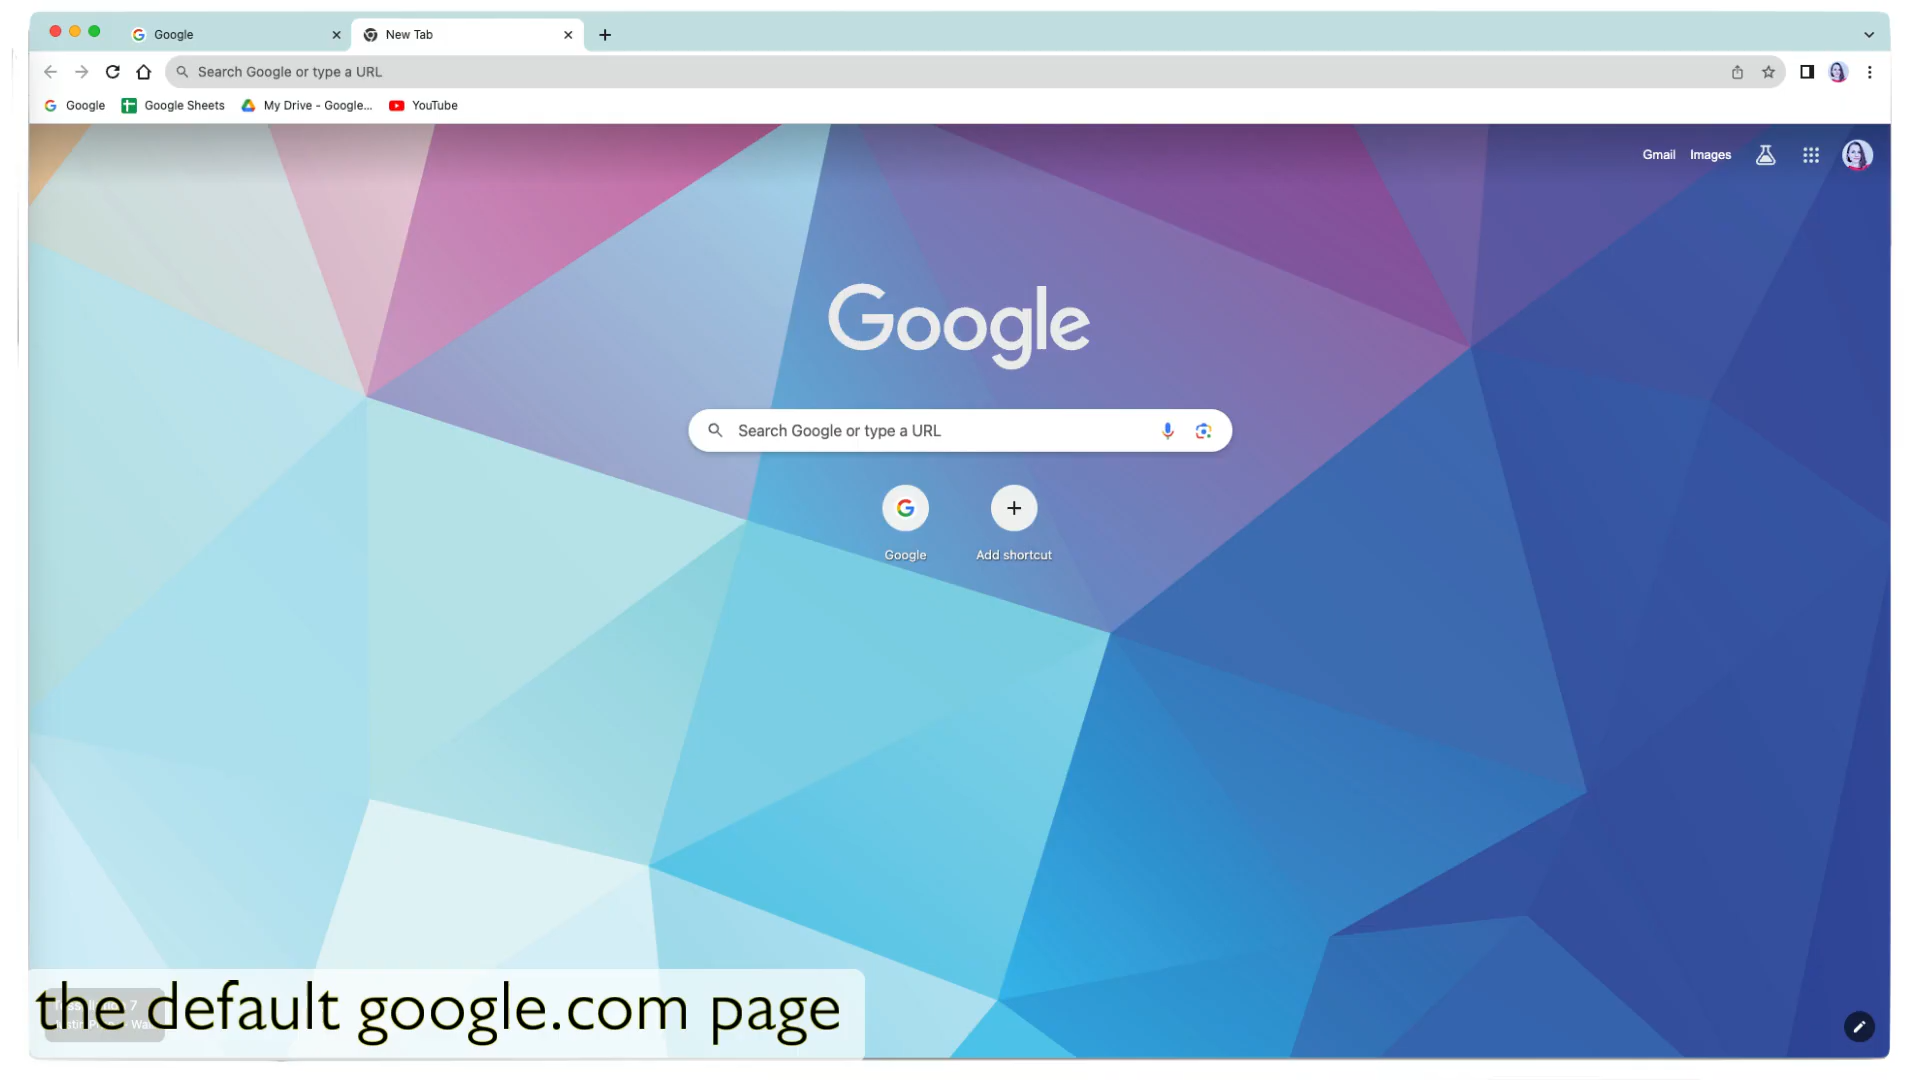 Google
New Tab
Search Google or type a URL
Google
Google Sheets
My Drive - Google...
YouTube
Gmail
Images
Google
Search Google or type a URL
Google
Add shortcut
the default google.com page